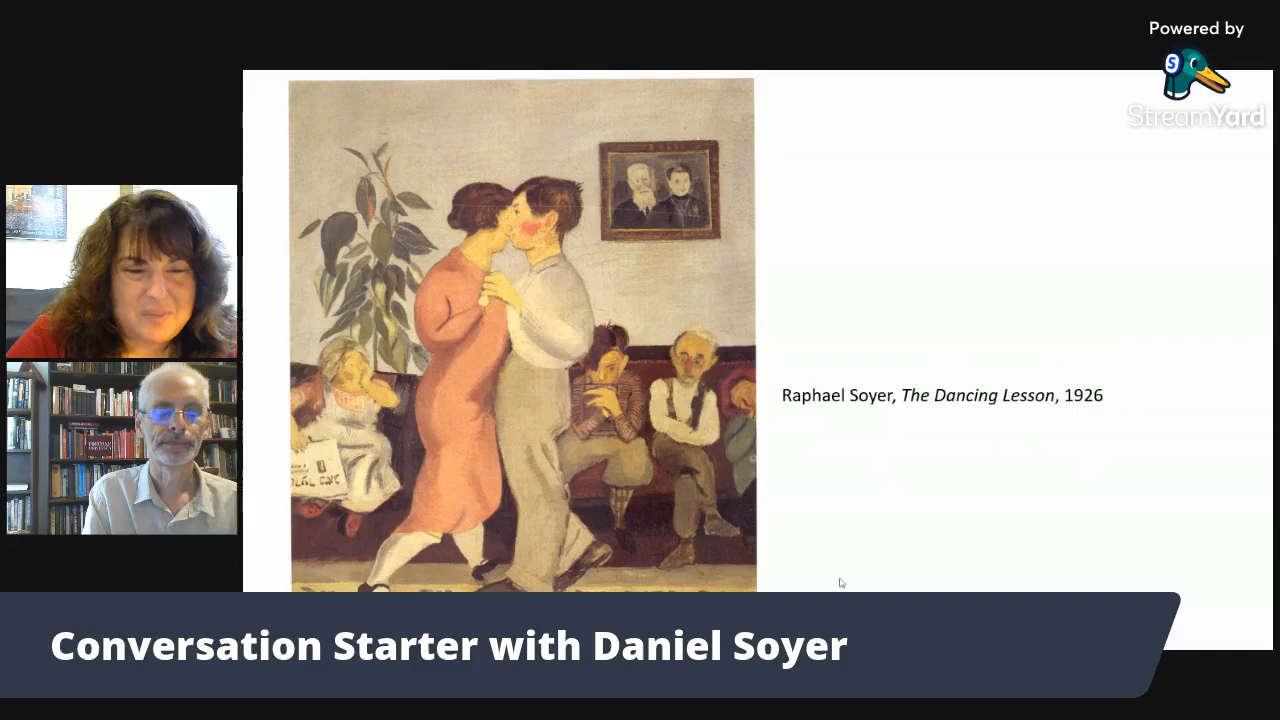 Powered by
S
StreamYard
Raphael Soyer, The Dancing Lesson, 1926
Conversation Starter with Daniel Soyer